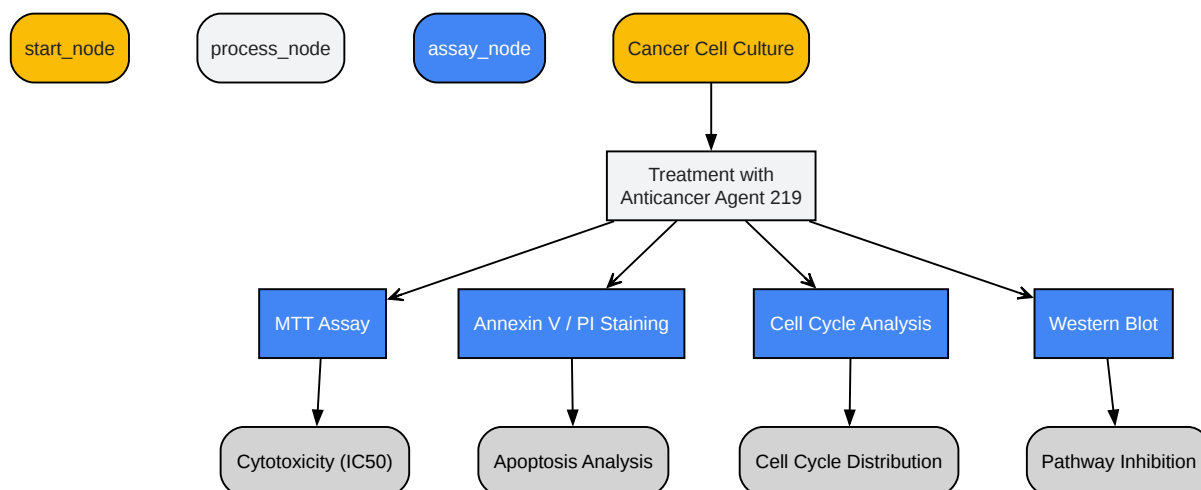 start_node
process_node
assay_node
Cancer Cell Culture
Treatment with
Anticancer Agent 219
MTT Assay
Annexin V / PI Staining
Cell Cycle Analysis
Western Blot
Cytotoxicity (IC50)
Apoptosis Analysis
Cell Cycle Distribution
Pathway Inhibition